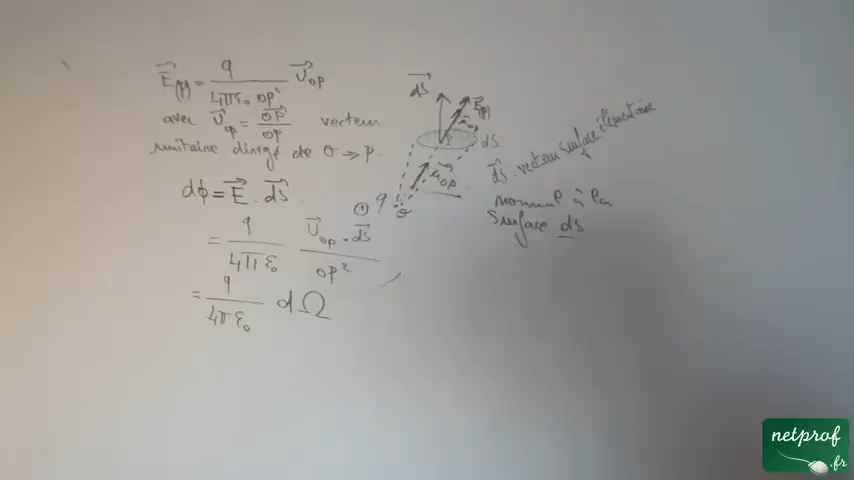 E(p) = q / 4πε₀ OP² U_OP
avec U_OP = OP / OP vecteur
unitaire dirigé de O → P.
dϕ = E . dS
= q / 4πε₀ U_OP . dS / OP²
= q / 4πε₀ dΩ
dS
E(p)
dS
u_OP
q
O
dS : vecteur surface élémentaire
normal à la
surface dS
netprof
.fr